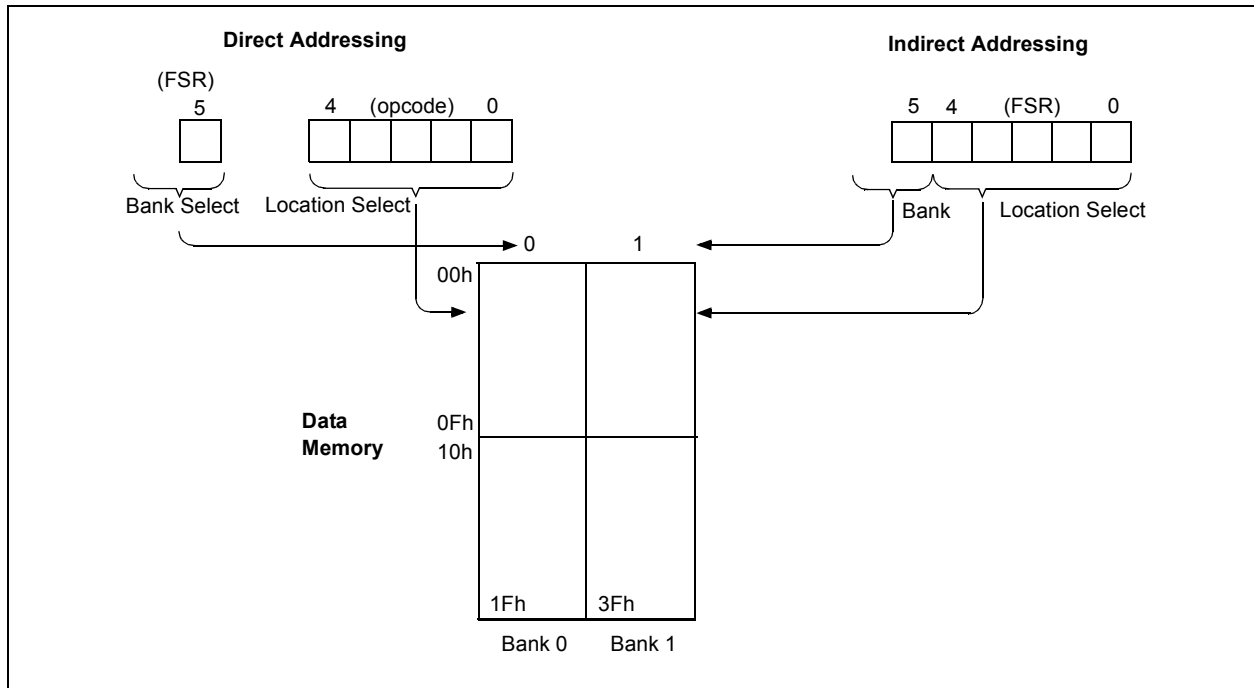 Direct Addressing
Indirect Addressing
(FSR)
5
4 (opcode) 0
5 4 (FSR) 0
Bank Select
Location Select
Bank
Location Select
0 1
00h
Data
Memory
0Fh
10h
1Fh
3Fh
Bank 0
Bank 1